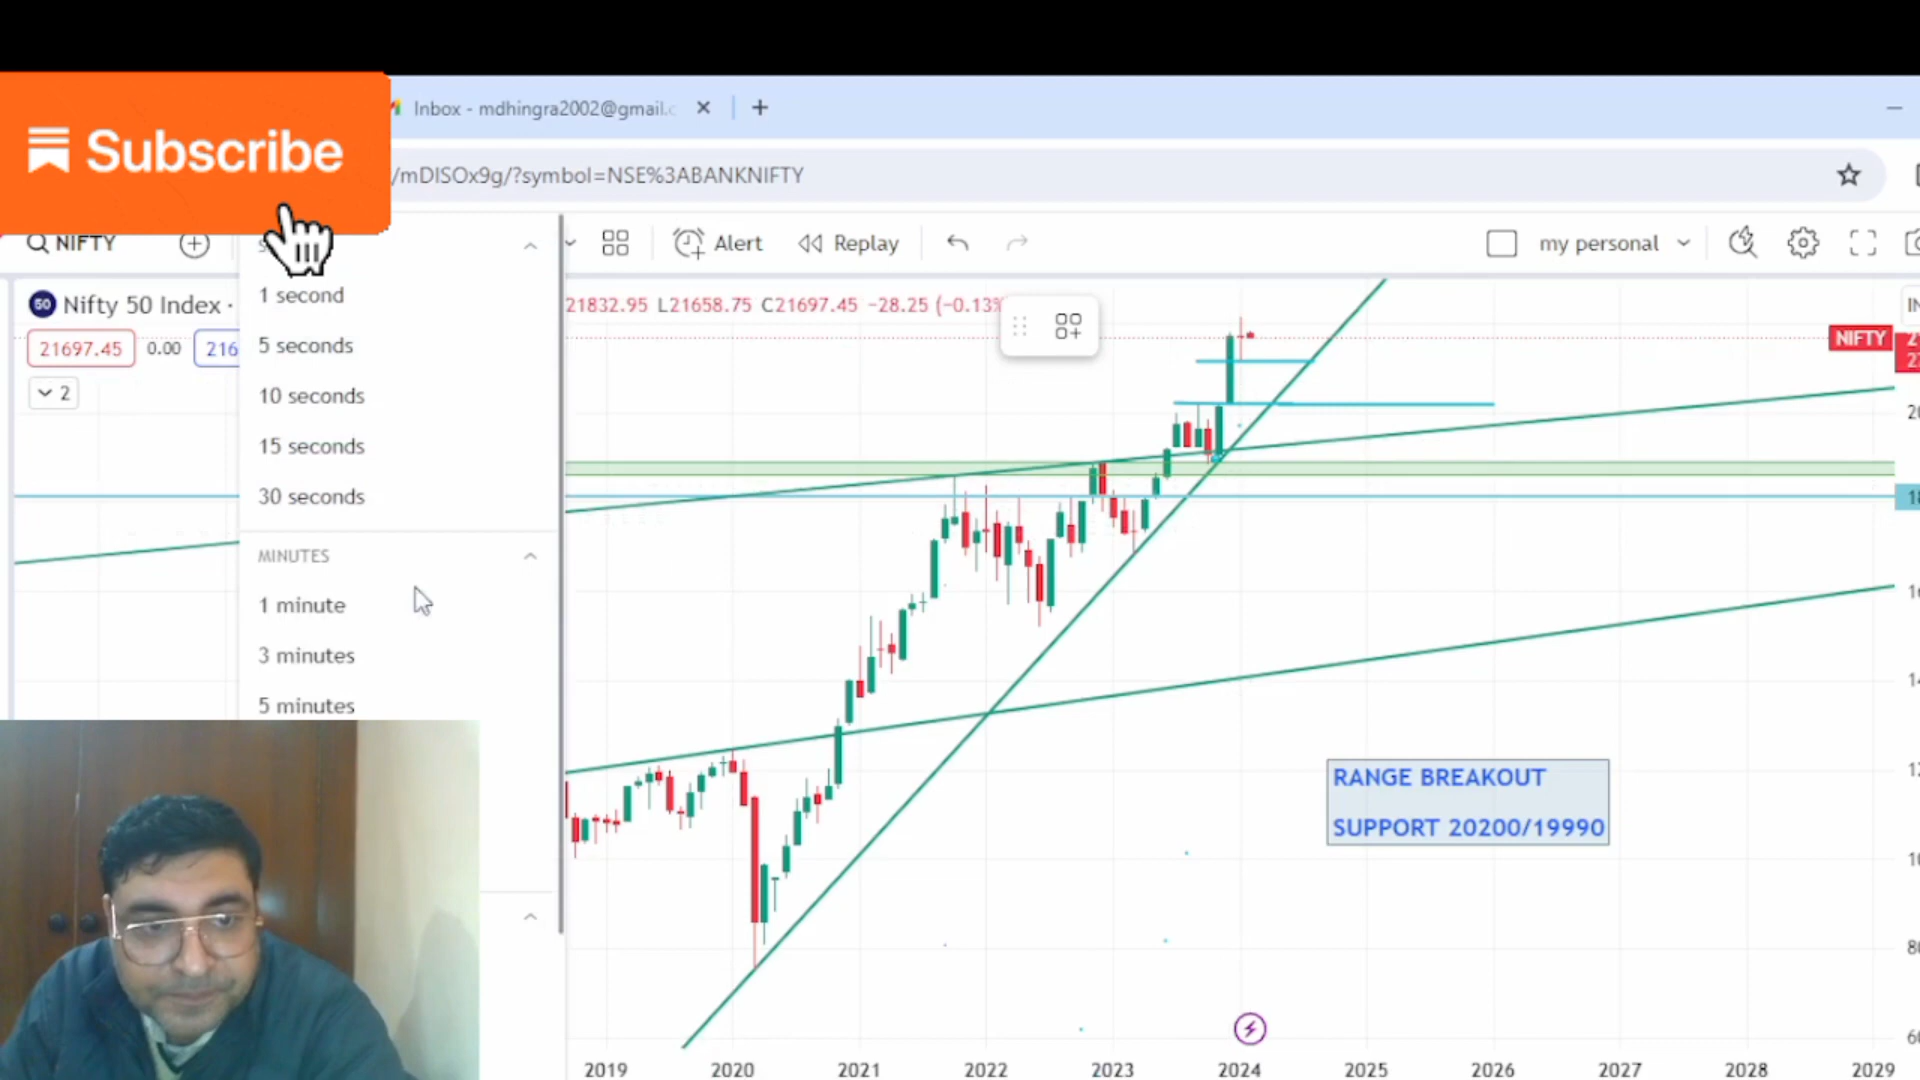 Inbox - mdhingra2002@gmail.c
Subscribe
/mDISOx9g/?symbol=NSE%3ABANKNIFTY
NIFTY
Alert
Replay
my personal
1 second
Nifty 50 Index ·
21832.95 L21658.75 C21697.45 −28.25 (−0.13%
21697.45
0.00
216
NIFTY
2
5 seconds
10 seconds
15 seconds
30 seconds
MINUTES
1 minute
3 minutes
5 minutes
RANGE BREAKOUT
SUPPORT 20200/19990
2019
2020
2021
2022
2023
2024
2025
2026
2027
2028
2029